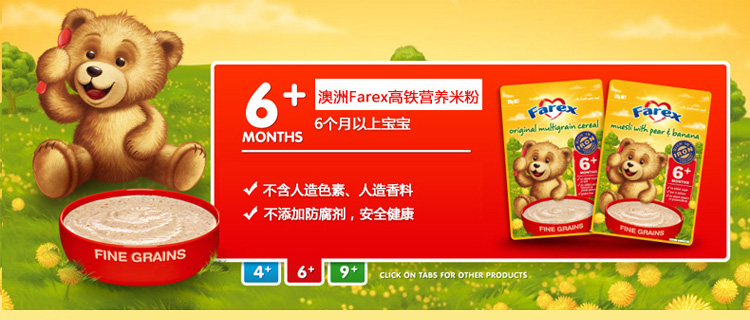 6+
MONTHS
澳洲Farex高铁营养米粉
6个月以上宝宝
不含人造色素、人造香料
不添加防腐剂，安全健康
Farex
original multigrain cereal
6+
MONTHS
FINE GRAINS
Farex
muesli with pear & banana
IRON
6+
MONTHS
FINE GRAINS
FINE GRAINS
4+ 6+ 9+ CLICK ON TABS FOR OTHER PRODUCTS